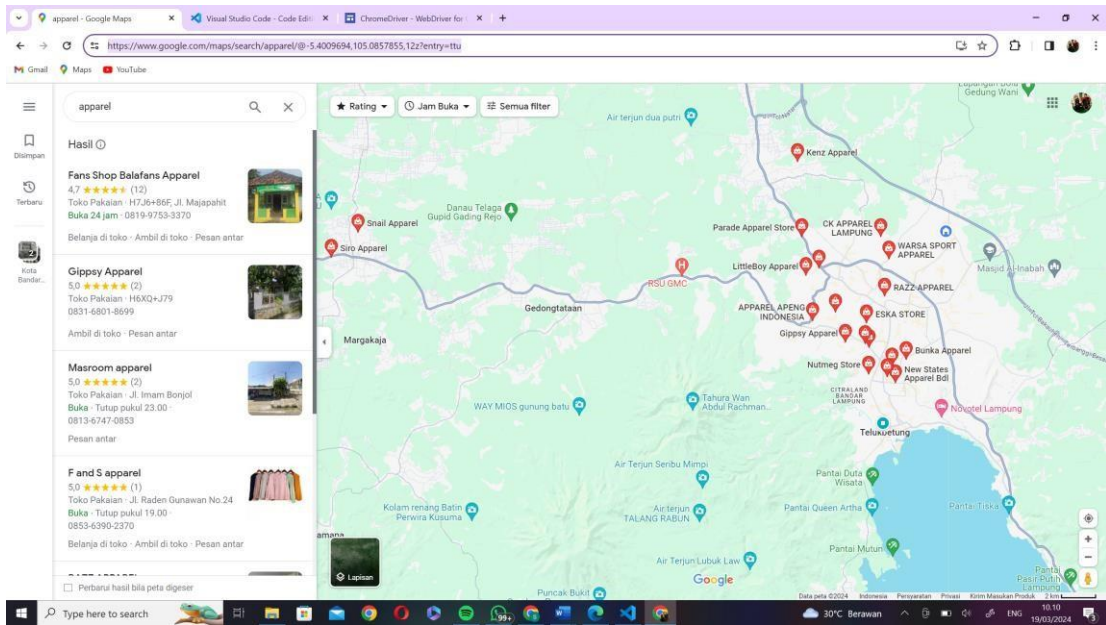 apparel - Google Maps
Visual Studio Code - Code Edit
ChromeDriver - WebDriver for
https://www.google.com/maps/search/apparel/@-5.4009694,105.0857855,12z?entry=ttu
Gmail
Maps
YouTube
apparel
Disimpan
Terbaru
Kota
Bandar...
Hasil
Fans Shop Balafans Apparel
4,7 (12)
Toko Pakaian · H7J6+86F, Jl. Majapahit
Buka 24 jam · 0819-9753-3370
Belanja di toko · Ambil di toko · Pesan antar
Gippsy Apparel
5,0 (2)
Toko Pakaian · H6XQ+J79
0831-6801-8699
Ambil di toko · Pesan antar
Masroom apparel
5,0 (2)
Toko Pakaian · Jl. Imam Bonjol
Buka · Tutup pukul 23.00 ·
0813-6747-0853
Pesan antar
F and S apparel
5,0 (1)
Toko Pakaian · Jl. Raden Gunawan No.24
Buka · Tutup pukul 19.00 ·
0853-6390-2370
Belanja di toko · Ambil di toko · Pesan antar
Perbarui hasil bila peta digeser
Rating
Jam Buka
Semua filter
Gedung Wani
Air terjun dua putri
Kenz Apparel
Danau Telaga
Gupid Gading Rejo
Snail Apparel
Siro Apparel
Parade Apparel Store
CK APPAREL
LAMPUNG
WARSA SPORT
APPAREL
Masjid Al-Inabah
LittleBoy Apparel
RSU GMC
RAZZ APPAREL
Gedongtataan
APPAREL APENG
INDONESIA
ESKA STORE
Margakaja
Gippsy Apparel
Bunka Apparel
Nutmeg Store
New States
Apparel Bdl
CITRALAND
BANDAR
LAMPUNG
Tahura Wan
Abdul Rachman...
WAY MIOS gunung batu
Novotel Lampung
Telukbetung
Air Terjun Seribu Mimpi
Pantai Duta
Wisata
Kolam renang Batin
Perwira Kusuma
Air terjun
TALANG RABUN
Pantai Queen Artha
Pantai Tiska
Pantai Mutun
Air Terjun Lubuk Law
Pantai
Pasir Putih
Lampung
Puncak Bukit
Lapisan
Google
Data peta ©2024 Indonesia Persyaratan Privasi Kirim Masukan Produk 2 km
Type here to search
99+
30°C Berawan
ENG
10.10
19/03/2024